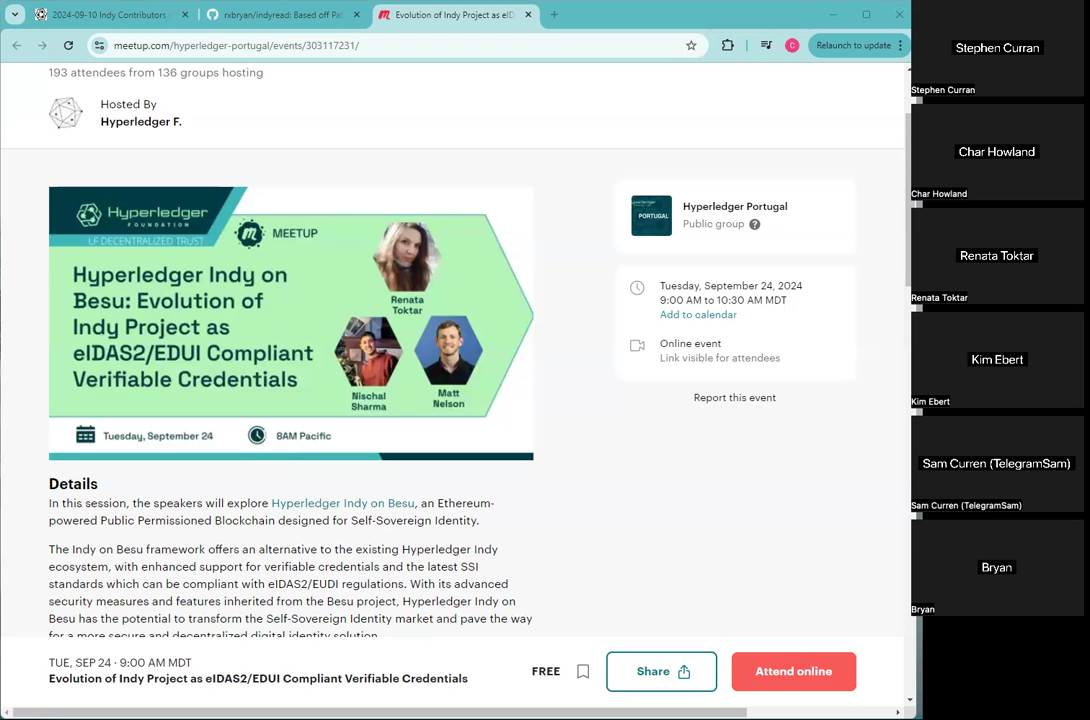 2024-09-10 Indy Contributors
rxbryan/indyread: Based off Pat
Evolution of Indy Project as eID
meetup.com/hyperledger-portal/events/303117231/
C
Relaunch to update
193 attendees from 136 groups hosting
Hosted By
Hyperledger F.
Hyperledger
FOUNDATION
LF DECENTRALIZED TRUST
MEETUP
Hyperledger Indy on
Besu: Evolution of
Indy Project as
eIDAS2/EDUI Compliant
Verifiable Credentials
Renata
Toktar
Nischal
Sharma
Matt
Nelson
Tuesday, September 24
8AM Pacific
PORTUGAL
Hyperledger Portugal
Public group
Tuesday, September 24, 2024
9:00 AM to 10:30 AM MDT
Add to calendar
Online event
Link visible for attendees
Report this event
Details
In this session, the speakers will explore Hyperledger Indy on Besu, an Ethereum-
powered Public Permissioned Blockchain designed for Self-Sovereign Identity.
The Indy on Besu framework offers an alternative to the existing Hyperledger Indy
ecosystem, with enhanced support for verifiable credentials and the latest SSI
standards which can be compliant with eIDAS2/EUDI regulations. With its advanced
security measures and features inherited from the Besu project, Hyperledger Indy on
Besu has the potential to transform the Self-Sovereign Identity market and pave the way
for a more secure and decentralized digital identity solution.
TUE, SEP 24 · 9:00 AM MDT
Evolution of Indy Project as eIDAS2/EDUI Compliant Verifiable Credentials
FREE
Share
Attend online
Stephen Curran
Stephen Curran
Char Howland
Char Howland
Renata Toktar
Renata Toktar
Kim Ebert
Kim Ebert
Sam Curren (TelegramSam)
Sam Curren (TelegramSam)
Bryan
Bryan